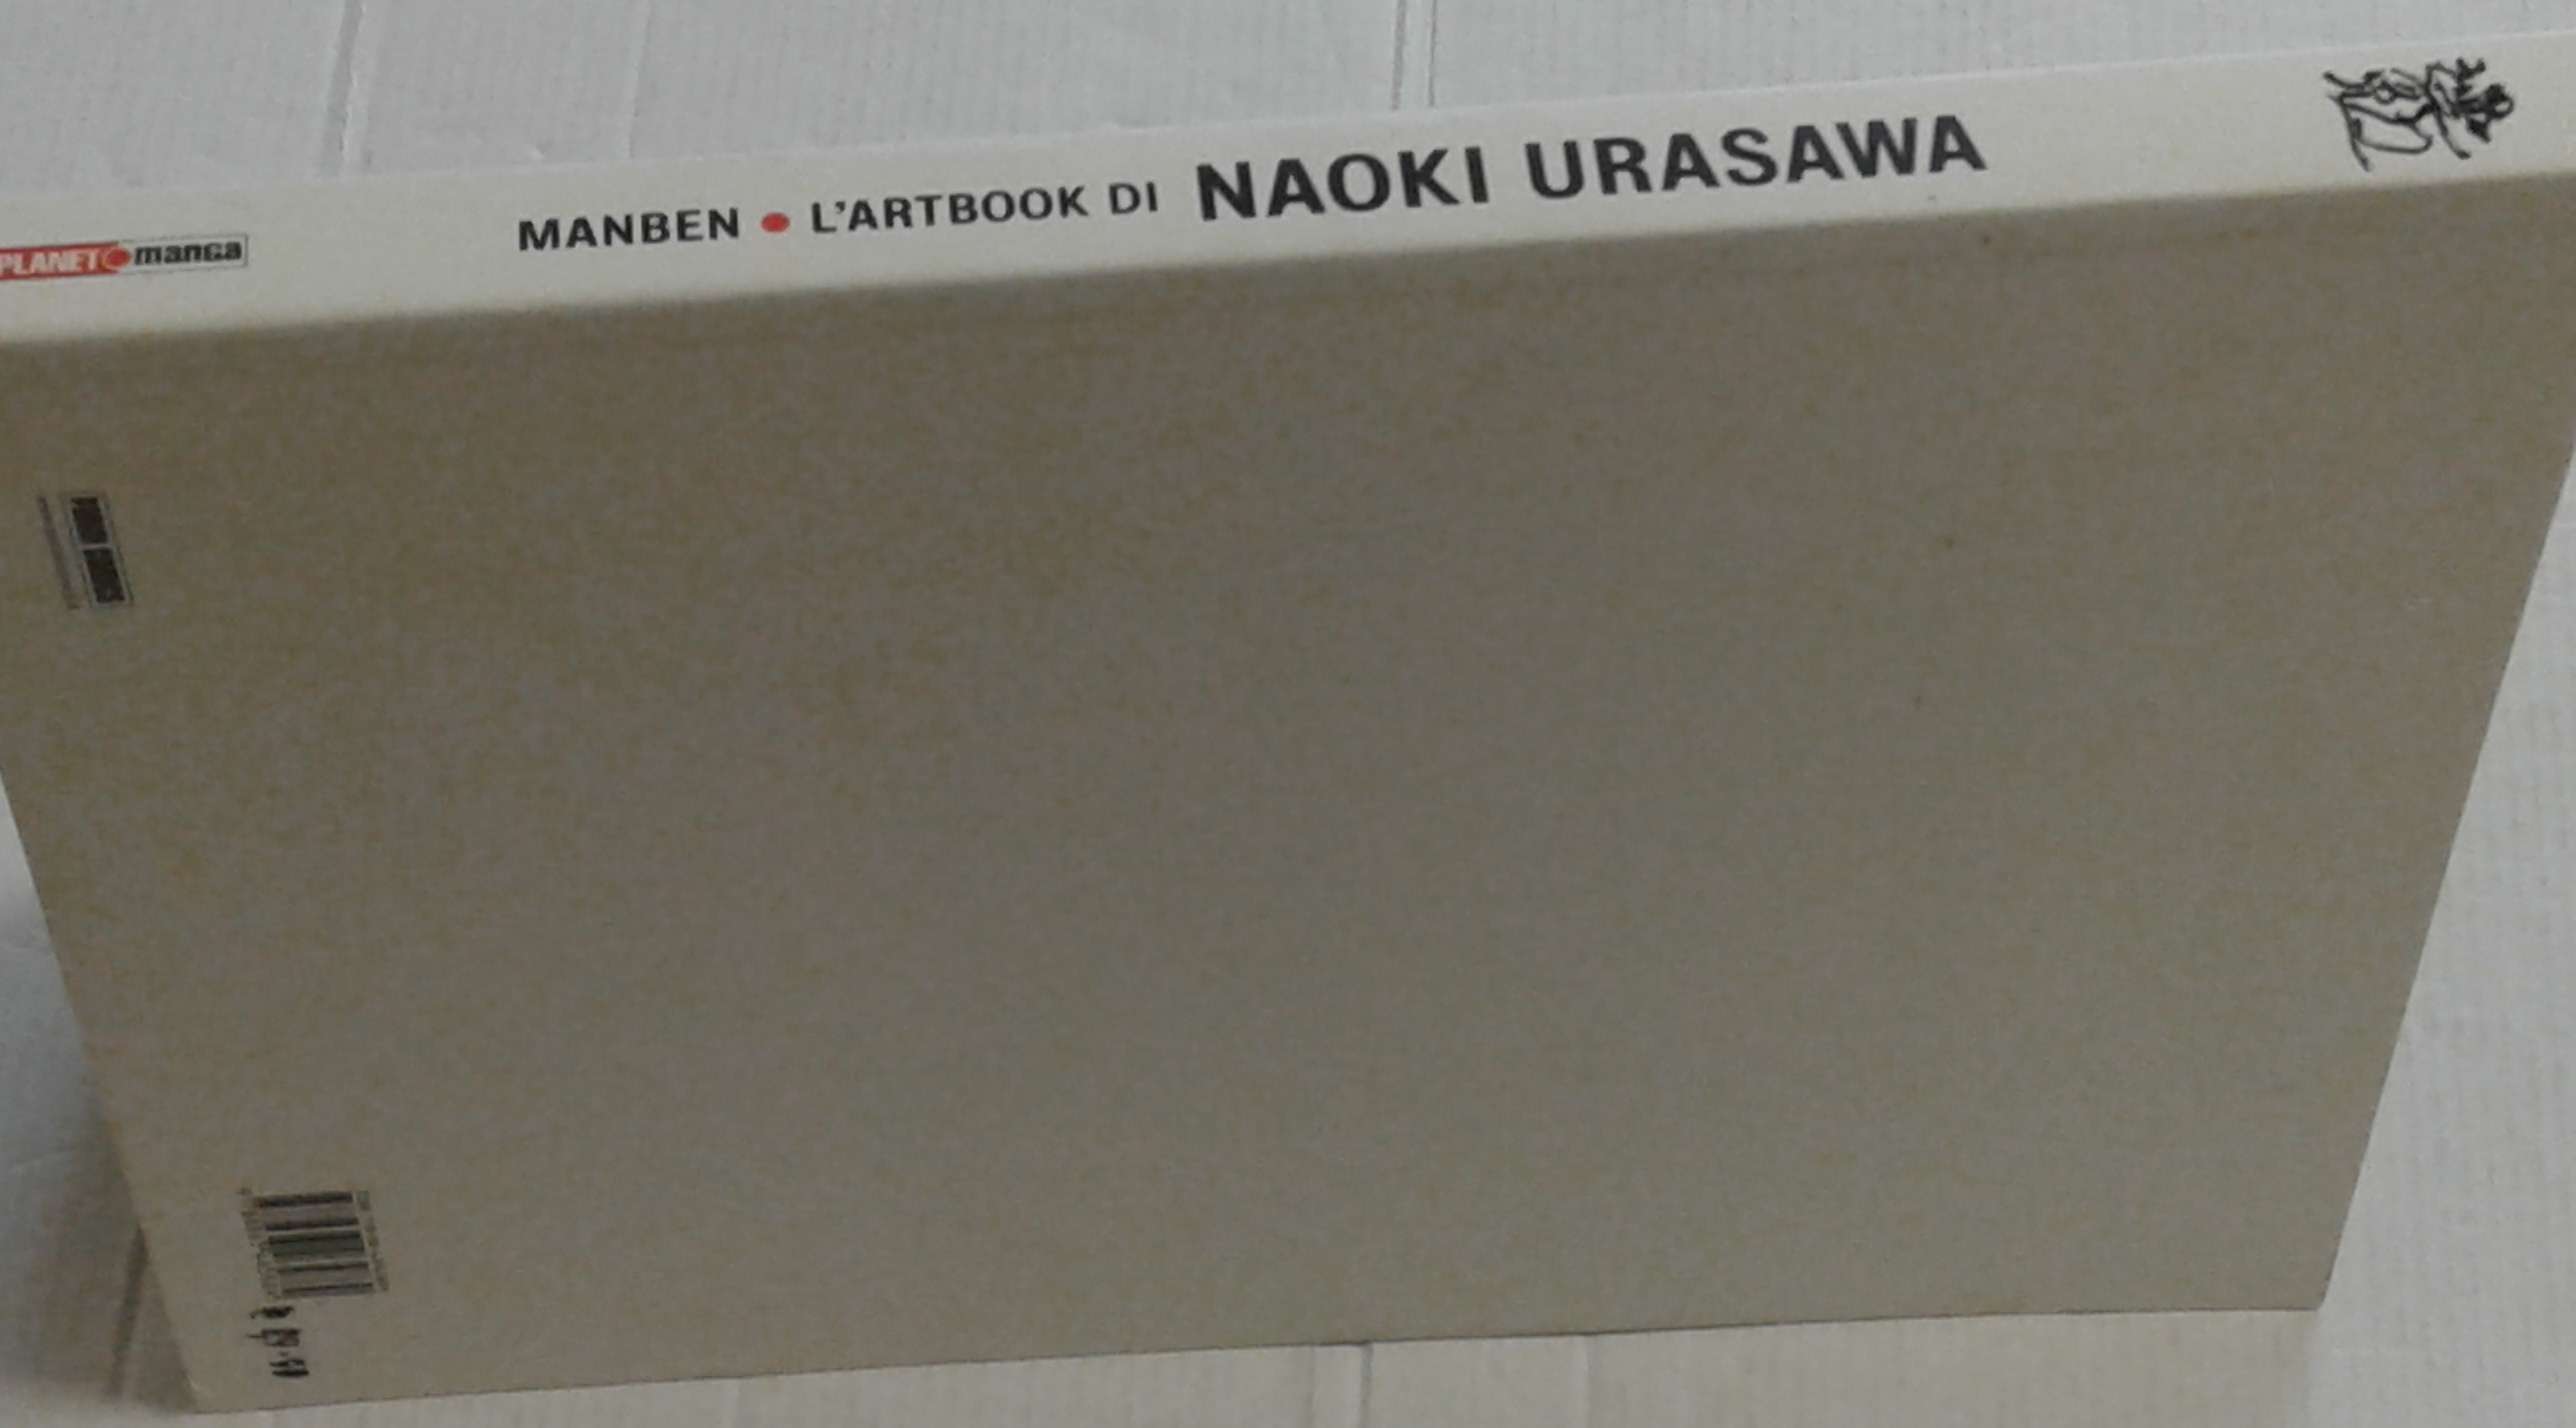 PLANET manga
MANBEN • L'ARTBOOK DI NAOKI URASAWA